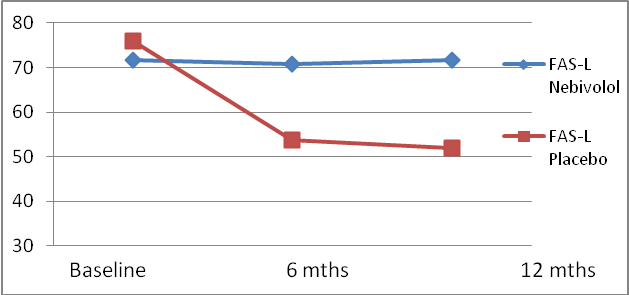 80
70
60
50
40
30
Baseline
6 mths
12 mths
FAS-L
Nebivolol
FAS-L
Placebo